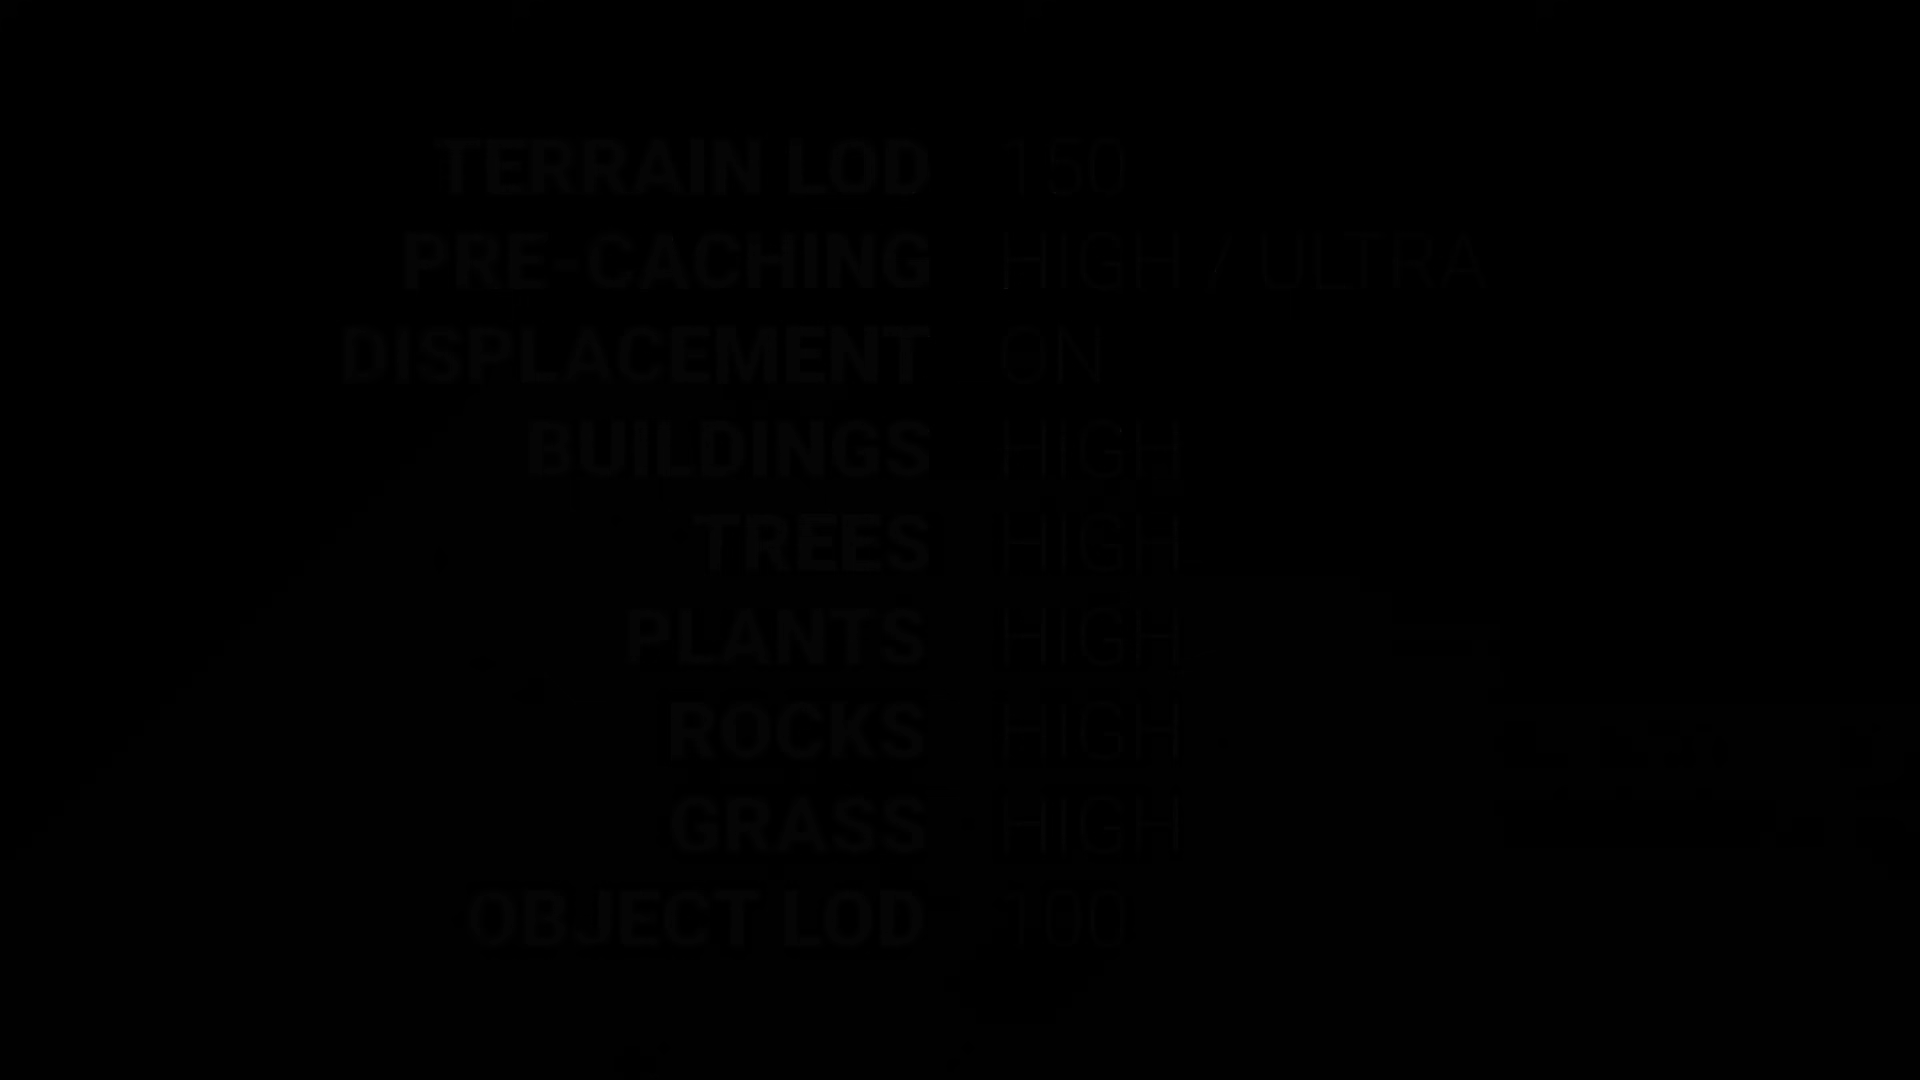 TERRAIN LOD 150
PRE-CACHING HIGH / ULTRA
DISPLACEMENT ON
BUILDINGS HIGH
TREES HIGH
PLANTS HIGH
ROCKS HIGH
GRASS HIGH
OBJECT LOD 100